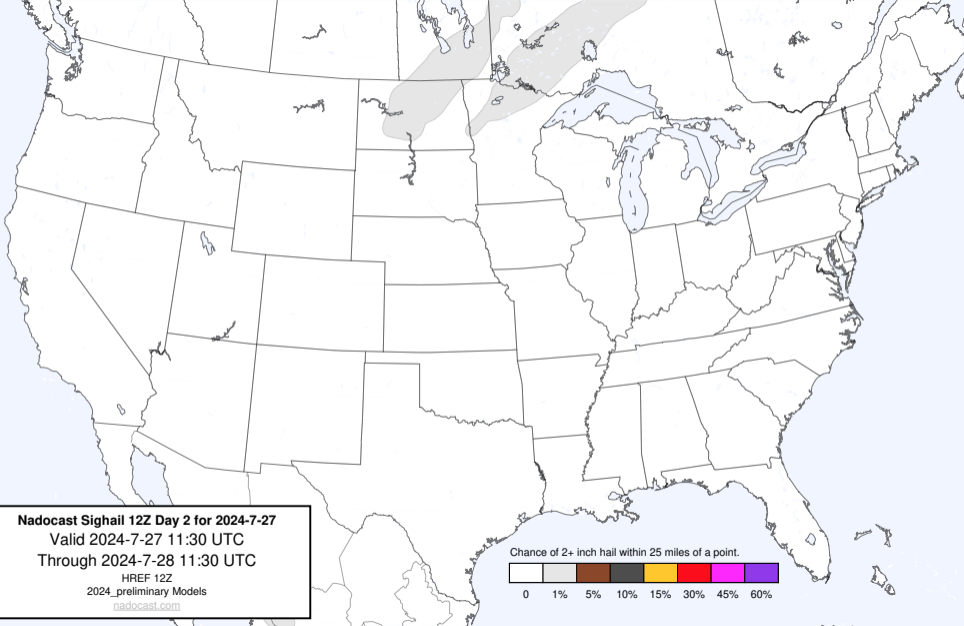 Nadocast Sighail 12Z Day 2 for 2024-7-27
Valid 2024-7-27 11:30 UTC
Through 2024-7-28 11:30 UTC
HREF 12Z
2024_preliminary Models
nadocast.com
Chance of 2+ inch hail within 25 miles of a point.
0 1% 5% 10% 15% 30% 45% 60%